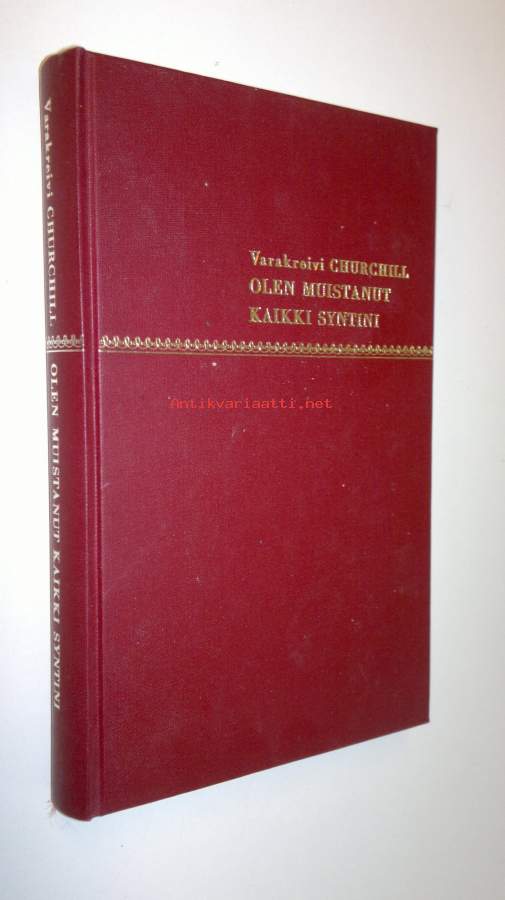 Varakreivi CHURCHILL
OLEN MUISTANUT
KAIKKI SYNTINI
Varakreivi CHURCHILL
OLEN MUISTANUT KAIKKI SYNTINI
Antikvariaatti.net